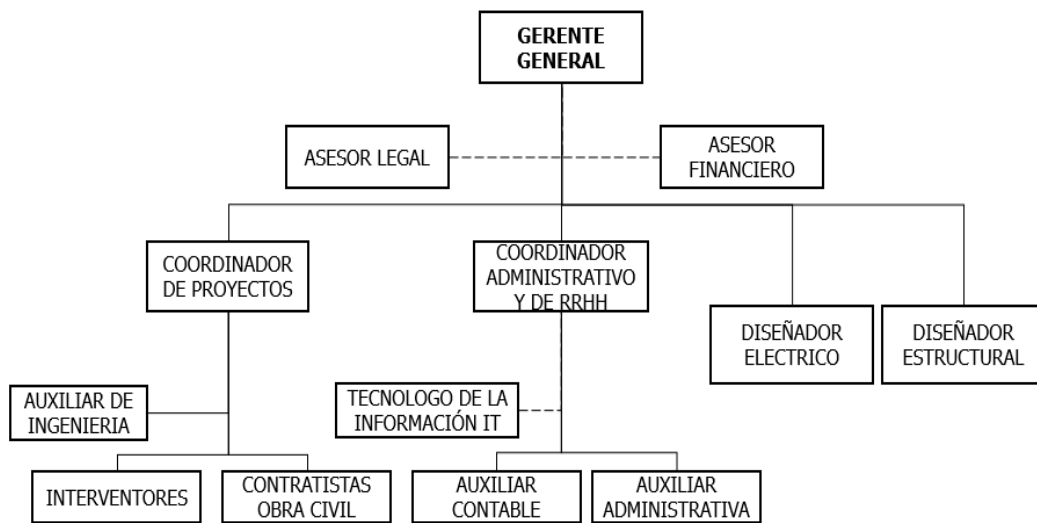 GERENTE
GENERAL
ASESOR LEGAL
ASESOR
FINANCIERO
COORDINADOR
DE PROYECTOS
COORDINADOR
ADMINISTRATIVO
Y DE RRHH
DISEÑADOR
ELECTRICO
DISEÑADOR
ESTRUCTURAL
AUXILIAR DE
INGENIERIA
TECNOLOGO DE LA
INFORMACIÓN IT
INTERVENTORES
CONTRATISTAS
OBRA CIVIL
AUXILIAR
CONTABLE
AUXILIAR
ADMINISTRATIVA